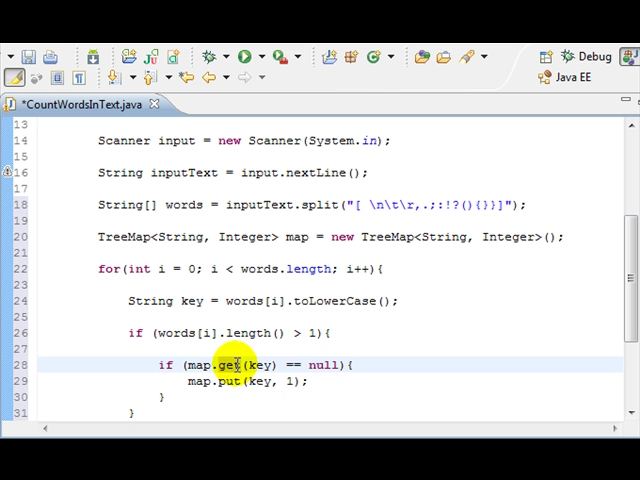 Debug
Java EE
*CountWordsInText.java
13
14 Scanner input = new Scanner(System.in);
15
16 String inputText = input.nextLine();
17
18 String[] words = inputText.split("[ \n\t\r,.;:!?(){}}]");
19
20 TreeMap<String, Integer> map = new TreeMap<String, Integer>();
21
22 for(int i = 0; i < words.length; i++){
23
24 String key = words[i].toLowerCase();
25
26 if (words[i].length() > 1){
27
28 if (map.get(key) == null){
29 map.put(key, 1);
30 }
31 }